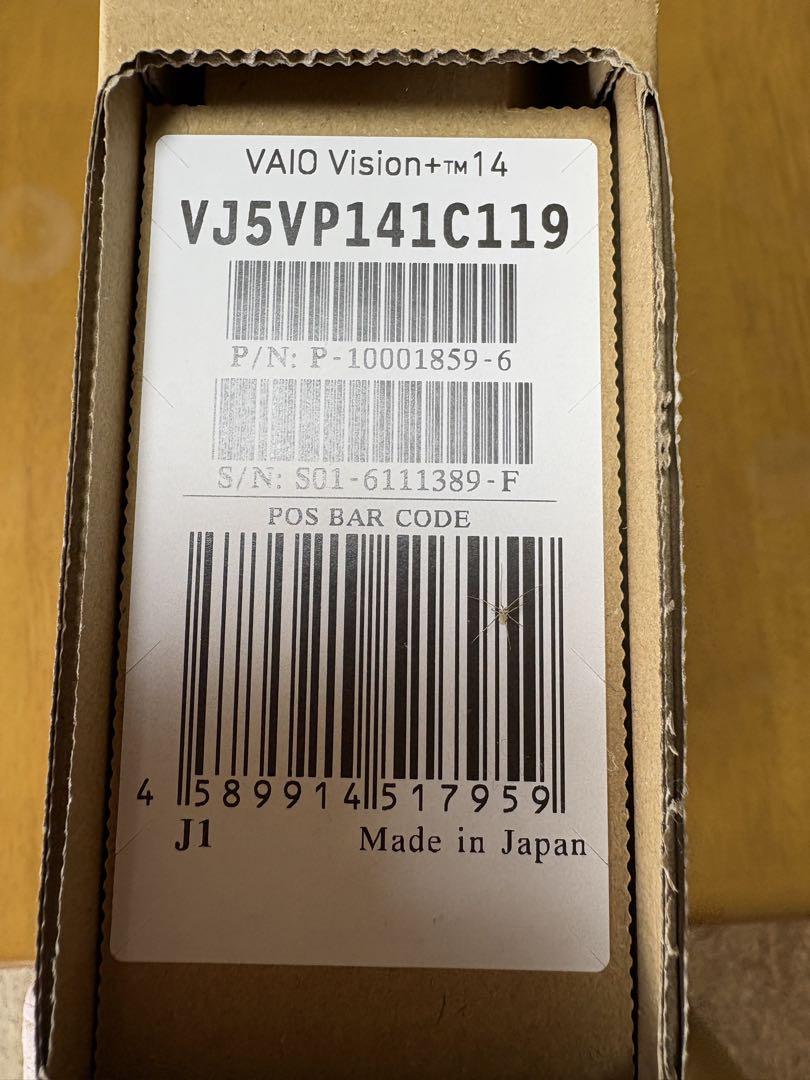 VAIO Vision+™14
VJ5VP141C119
P/N: P-10001859-6
S/N: S01-6111389-F
POS BAR CODE
4 589914 517959
J1
Made in Japan